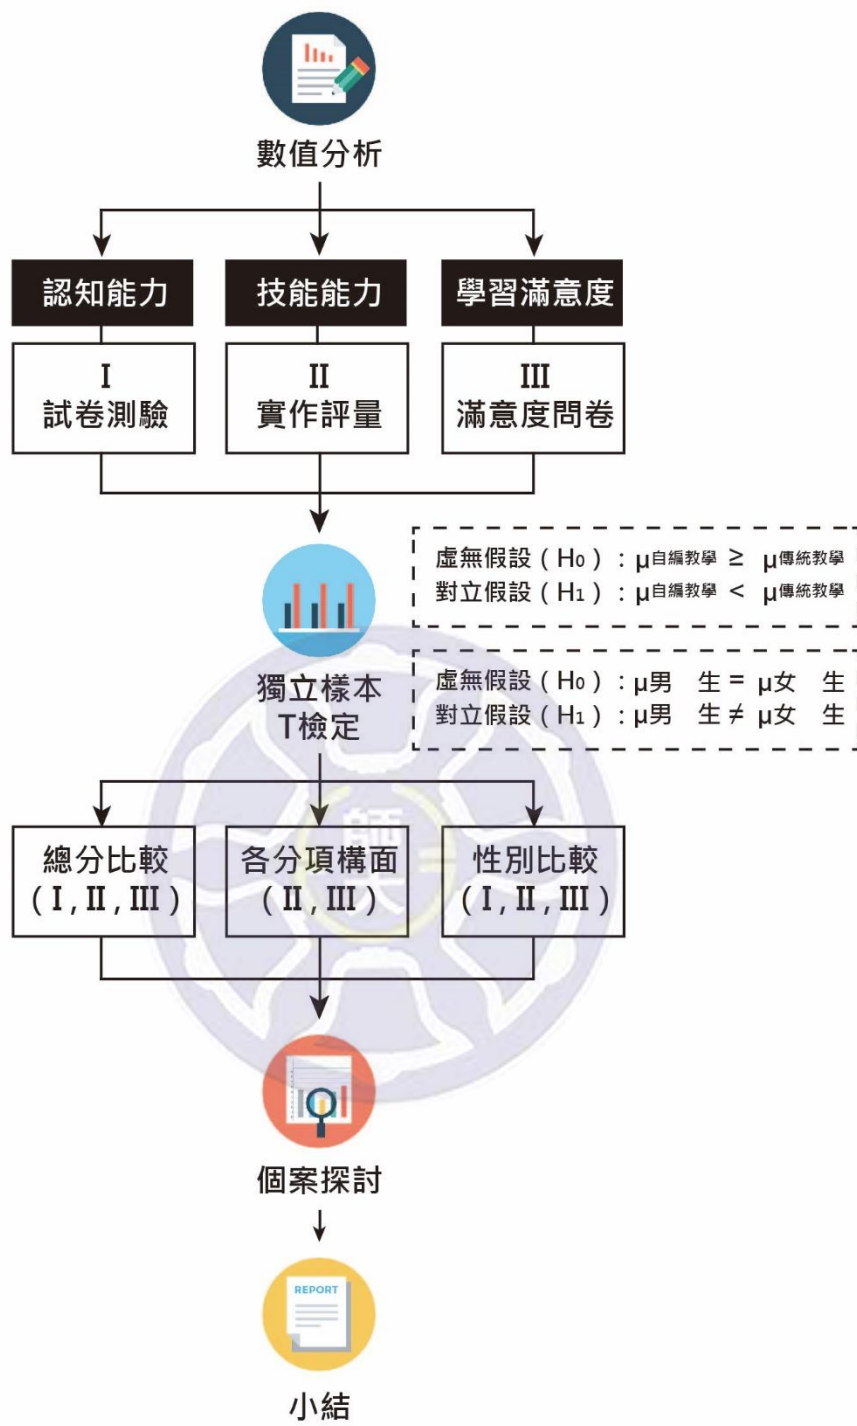 數值分析
認知能力
技能能力
學習滿意度
I
試卷測驗
II
實作評量
III
滿意度問卷
虛無假設(H₀):μ自編教學 ≥ μ傳統教學
對立假設(H₁):μ自編教學 < μ傳統教學
獨立樣本
T檢定
虛無假設(H₀):μ男 生 = μ女 生
對立假設(H₁):μ男 生 ≠ μ女 生
總分比較
(I,II,III)
各分項構面
(II,III)
性別比較
(I,II,III)
師大
個案探討
REPORT
小結